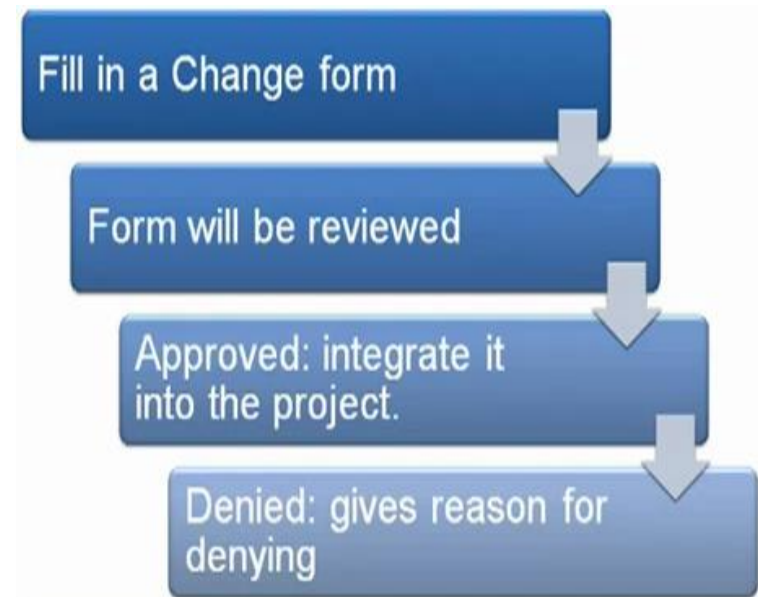 Fill in a Change form
Form will be reviewed
Approved: integrate it
into the project.
Denied: gives reason for
denying